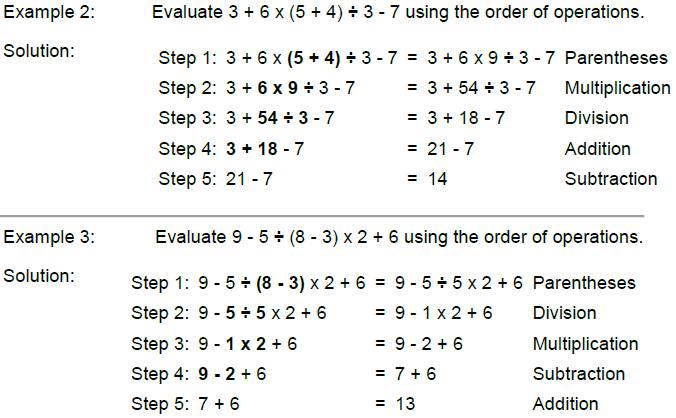 Example 2: Evaluate 3 + 6 x (5 + 4) ÷ 3 - 7 using the order of operations.
Solution:
Step 1: 3 + 6 x (5 + 4) ÷ 3 - 7 = 3 + 6 x 9 ÷ 3 - 7 Parentheses
Step 2: 3 + 6 x 9 ÷ 3 - 7 = 3 + 54 ÷ 3 - 7 Multiplication
Step 3: 3 + 54 ÷ 3 - 7 = 3 + 18 - 7 Division
Step 4: 3 + 18 - 7 = 21 - 7 Addition
Step 5: 21 - 7 = 14 Subtraction
Example 3: Evaluate 9 - 5 ÷ (8 - 3) x 2 + 6 using the order of operations.
Solution:
Step 1: 9 - 5 ÷ (8 - 3) x 2 + 6 = 9 - 5 ÷ 5 x 2 + 6 Parentheses
Step 2: 9 - 5 ÷ 5 x 2 + 6 = 9 - 1 x 2 + 6 Division
Step 3: 9 - 1 x 2 + 6 = 9 - 2 + 6 Multiplication
Step 4: 9 - 2 + 6 = 7 + 6 Subtraction
Step 5: 7 + 6 = 13 Addition